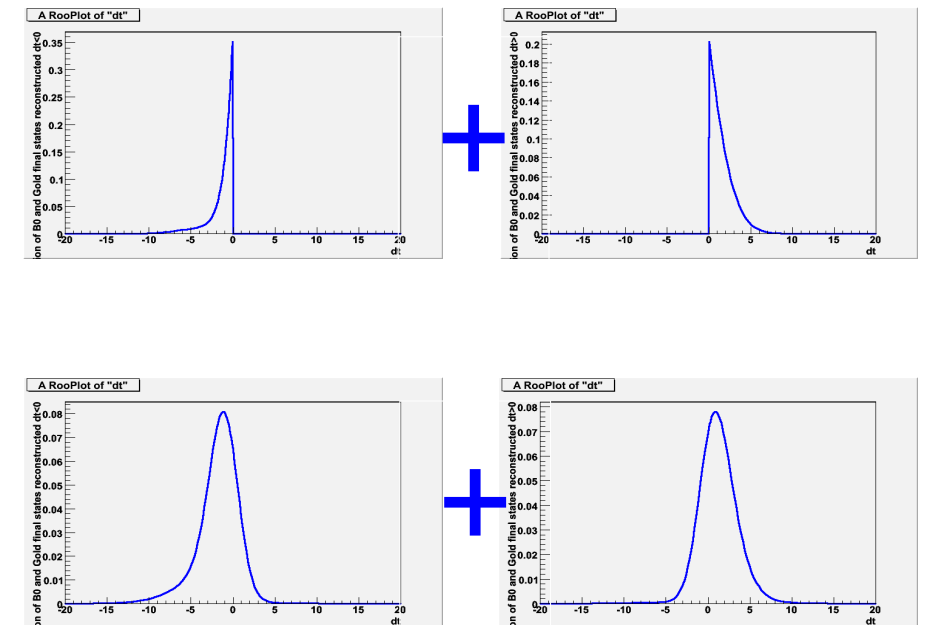 A RooPlot of "dt"
ion of B0 and Gold final states reconstructed dt<0
0.35
0.3
0.25
0.2
0.15
0.1
0.05
0
-20 -15 -10 -5 0 5 10 15 20
dt
A RooPlot of "dt"
ion of B0 and Gold final states reconstructed dt>0
0.2
0.18
0.16
0.14
0.12
0.1
0.08
0.06
0.04
0.02
0
-20 -15 -10 -5 0 5 10 15 20
dt
+
A RooPlot of "dt"
on of B0 and Gold final states reconstructed dt<0
0.08
0.07
0.06
0.05
0.04
0.03
0.02
0.01
0
-20 -15 -10 -5 0 5 10 15 20
dt
A RooPlot of "dt"
on of B0 and Gold final states reconstructed dt>0
0.08
0.07
0.06
0.05
0.04
0.03
0.02
0.01
0
-20 -15 -10 -5 0 5 10 15 20
dt
+